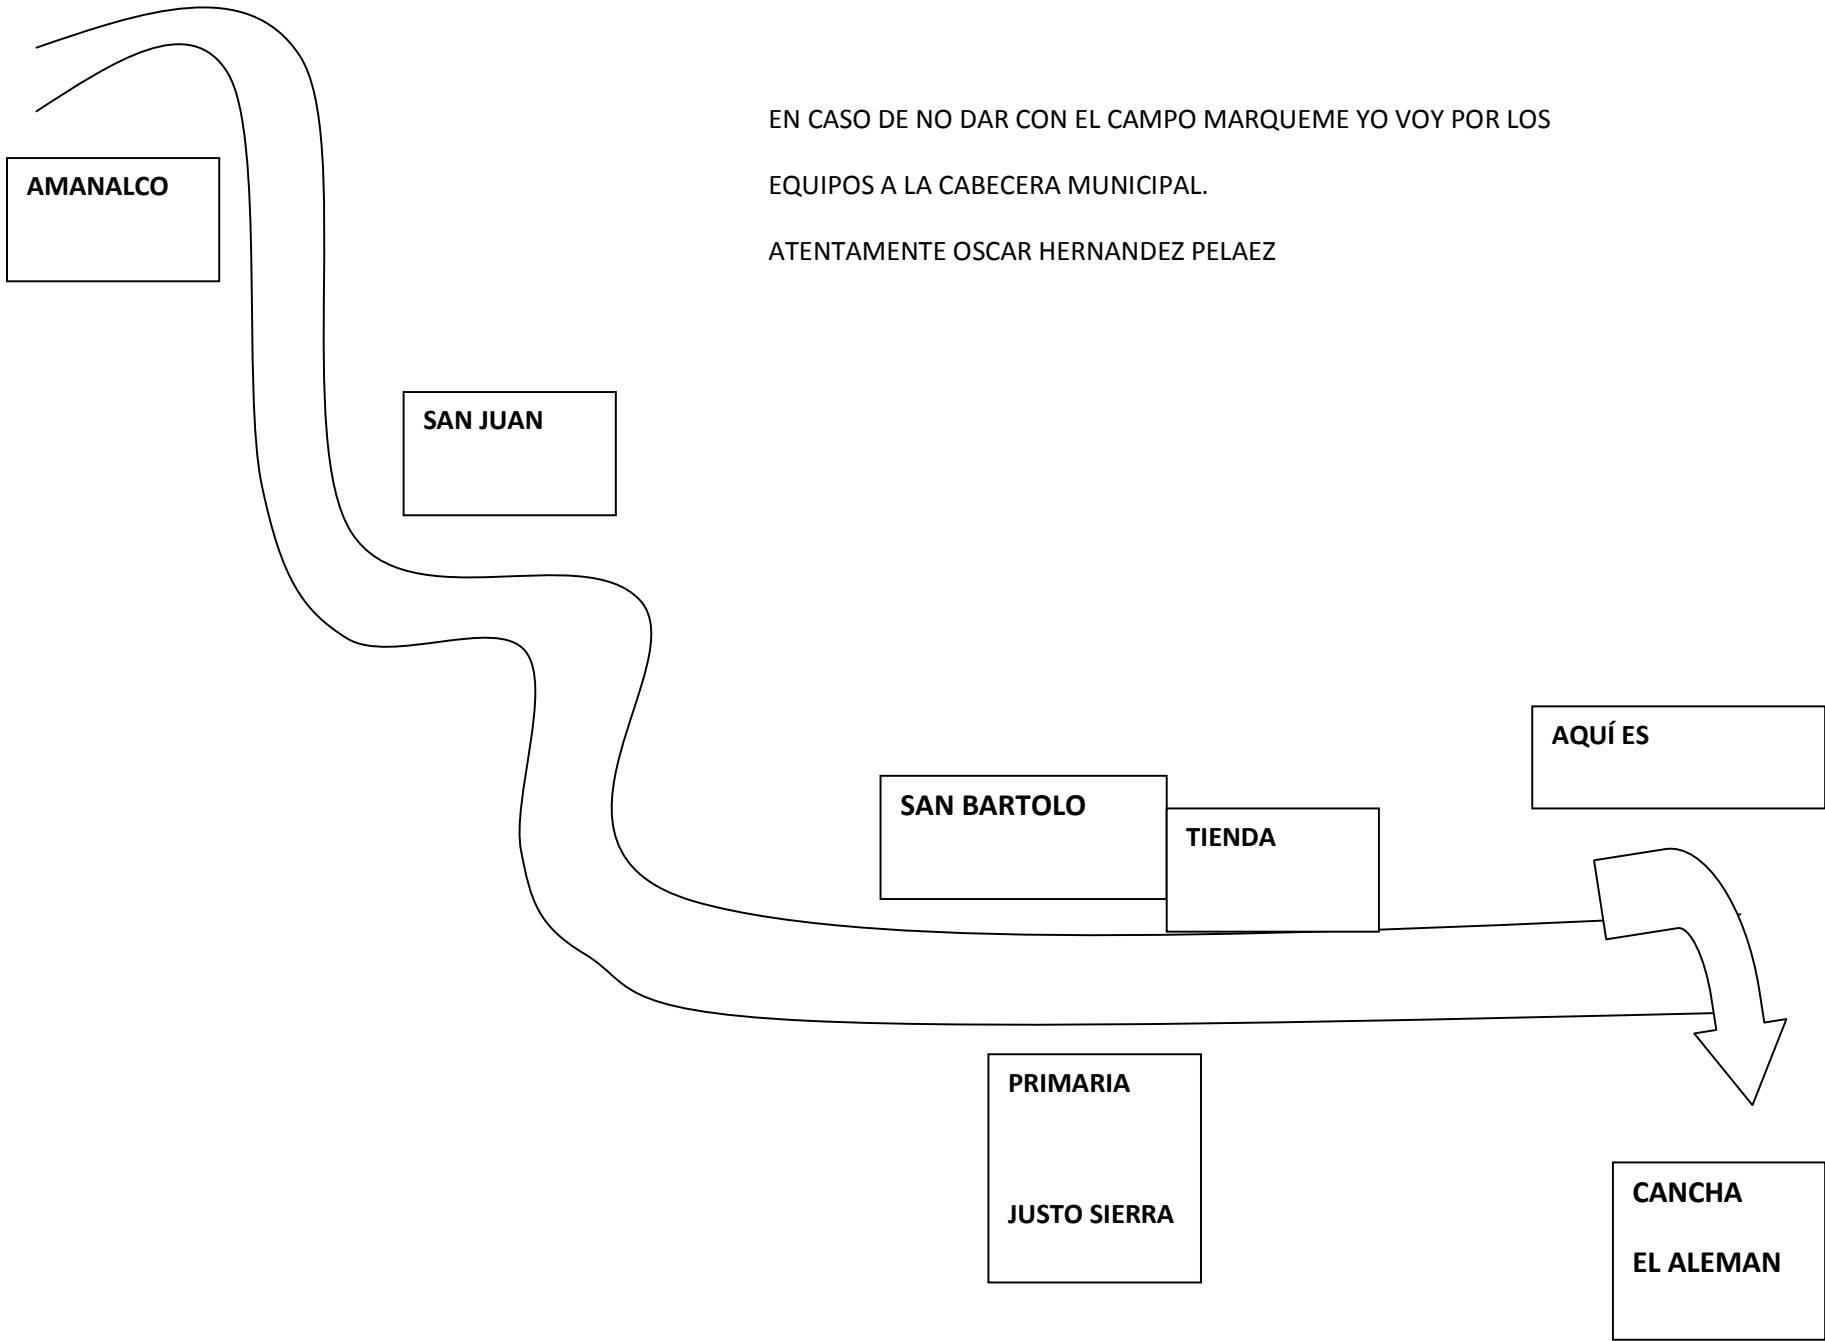 EN CASO DE NO DAR CON EL CAMPO MARQUEME YO VOY POR LOS
EQUIPOS A LA CABECERA MUNICIPAL.
ATENTAMENTE OSCAR HERNANDEZ PELAEZ
AMANALCO
SAN JUAN
AQUÍ ES
SAN BARTOLO
TIENDA
PRIMARIA
JUSTO SIERRA
CANCHA
EL ALEMAN